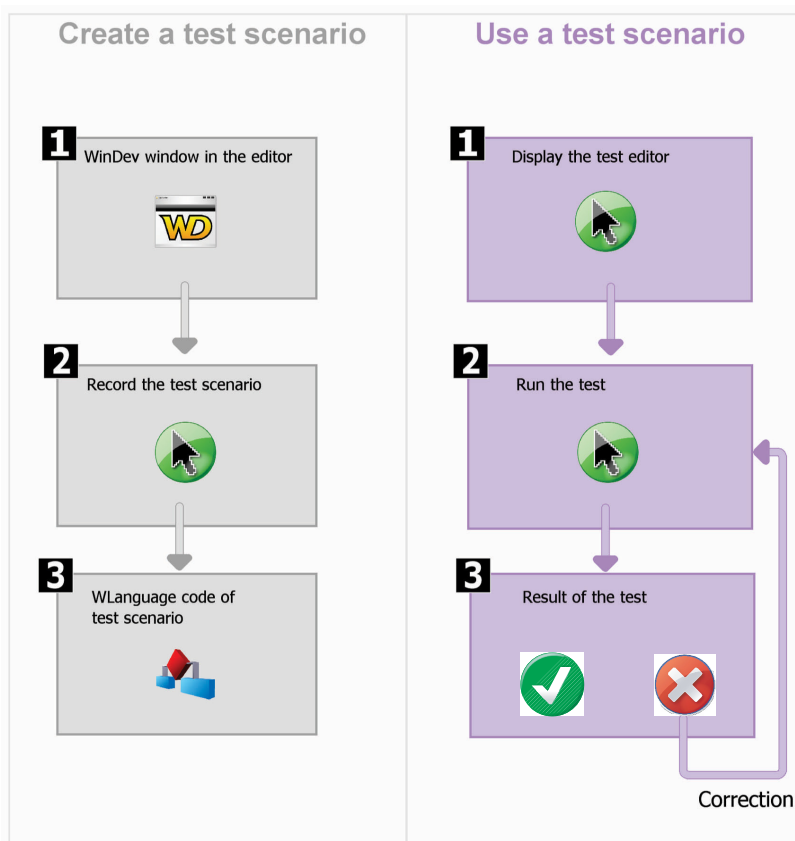 Create a test scenario
1
WinDev window in the editor
WD
2
Record the test scenario
3
WLanguage code of
test scenario
Use a test scenario
1
Display the test editor
2
Run the test
3
Result of the test
Correction